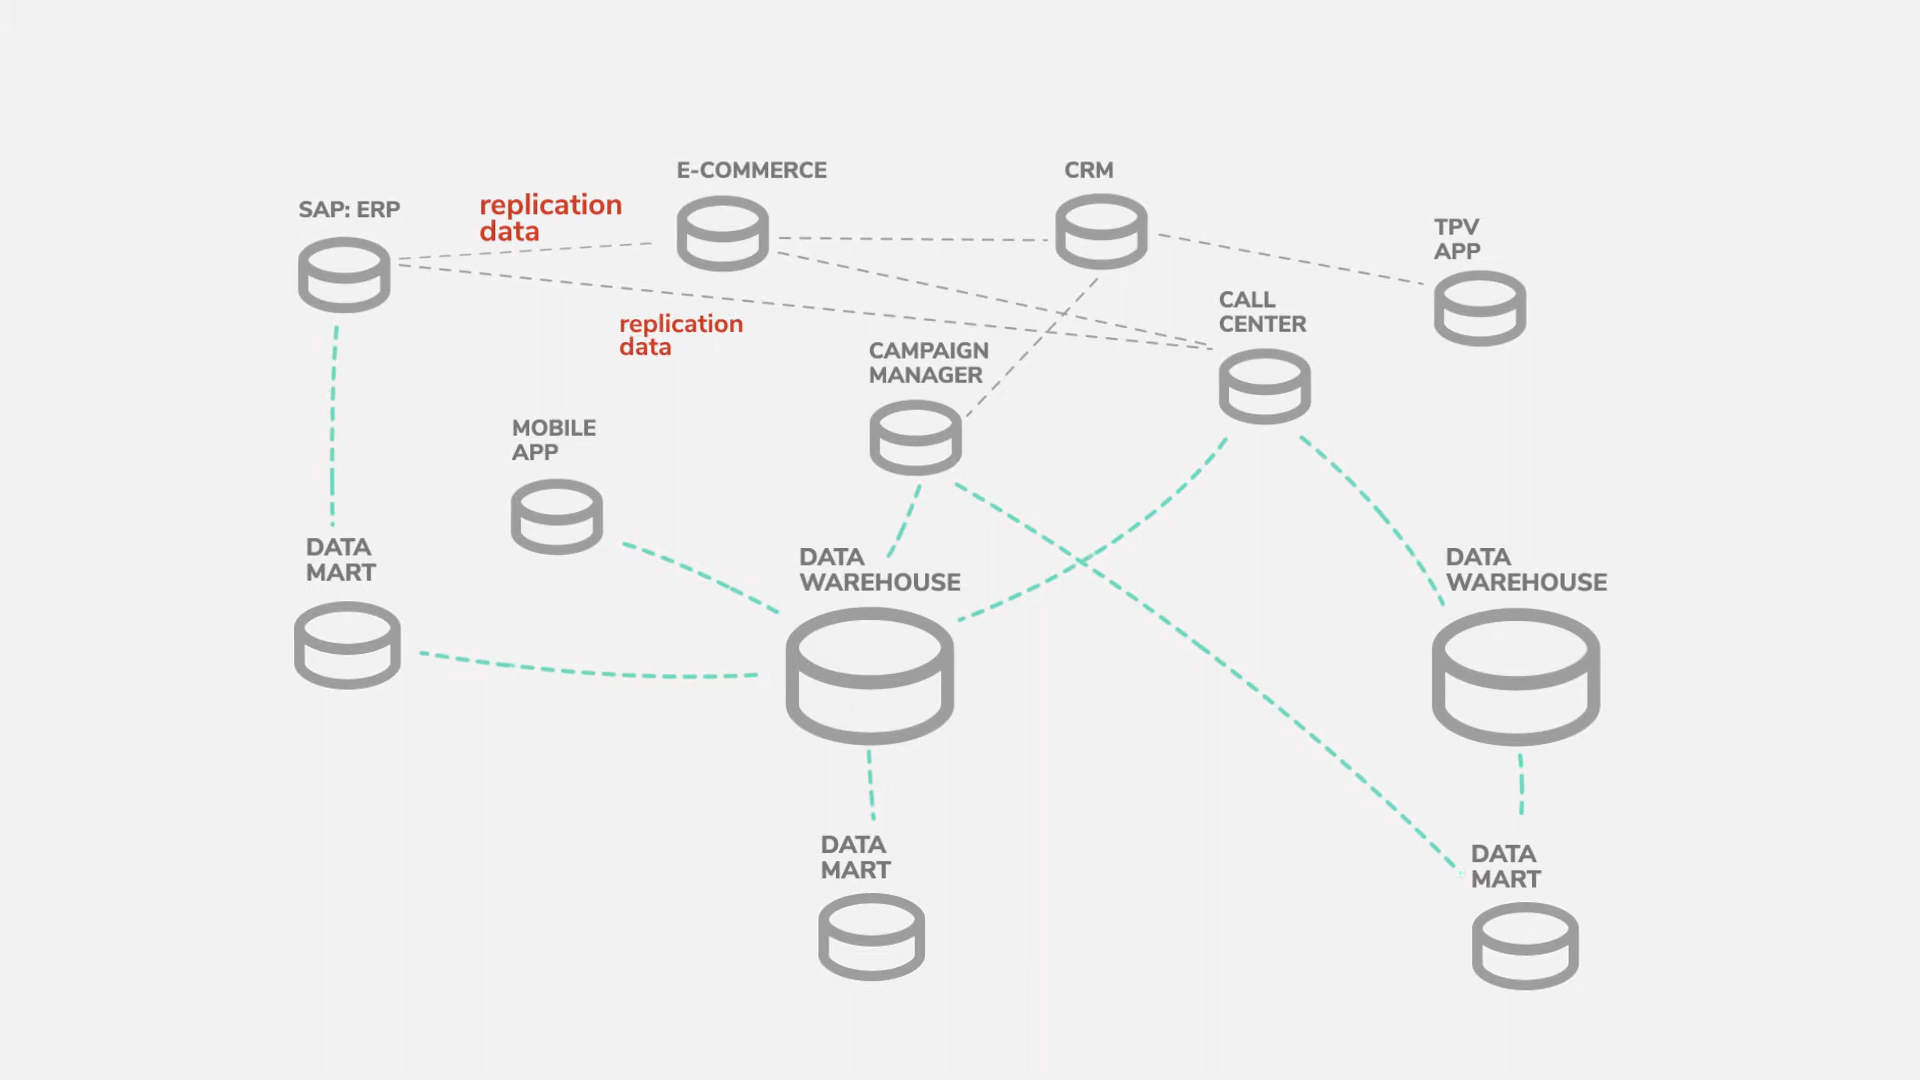 E-COMMERCE
CRM
SAP: ERP
replication
data
TPV
APP
CALL
CENTER
replication
data
CAMPAIGN
MANAGER
MOBILE
APP
DATA
MART
DATA
WAREHOUSE
DATA
WAREHOUSE
DATA
MART
DATA
MART